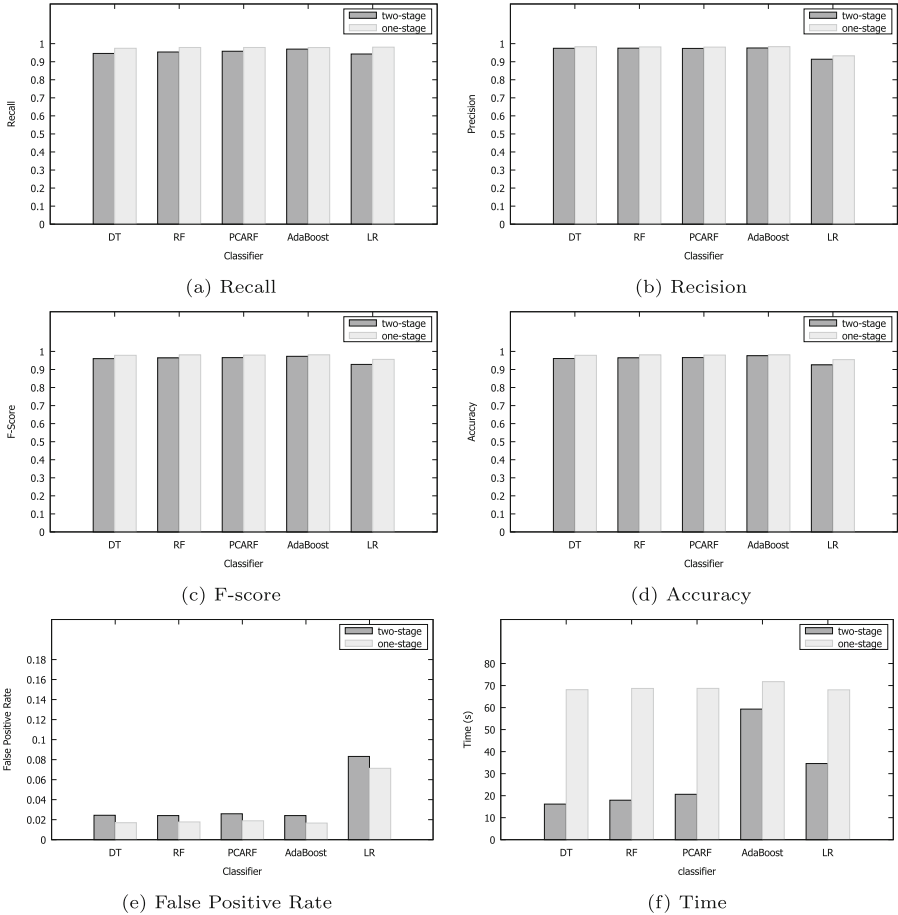 two-stage
one-stage
1
0.9
0.8
0.7
0.6
0.5
0.4
0.3
0.2
0.1
0
Recall
DT RF PCARF AdaBoost LR
Classifier
(a) Recall
two-stage
one-stage
1
0.9
0.8
0.7
0.6
0.5
0.4
0.3
0.2
0.1
0
Precision
DT RF PCARF AdaBoost LR
Classifier
(b) Recision
two-stage
one-stage
1
0.9
0.8
0.7
0.6
0.5
0.4
0.3
0.2
0.1
0
F-Score
DT RF PCARF AdaBoost LR
Classifier
(c) F-score
two-stage
one-stage
1
0.9
0.8
0.7
0.6
0.5
0.4
0.3
0.2
0.1
0
Accuracy
DT RF PCARF AdaBoost LR
Classifier
(d) Accuracy
two-stage
one-stage
0.18
0.16
0.14
0.12
0.1
0.08
0.06
0.04
0.02
0
False Positive Rate
DT RF PCARF AdaBoost LR
Classifier
(e) False Positive Rate
two-stage
one-stage
80
70
60
50
40
30
20
10
0
Time (s)
DT RF PCARF AdaBoost LR
classifier
(f) Time